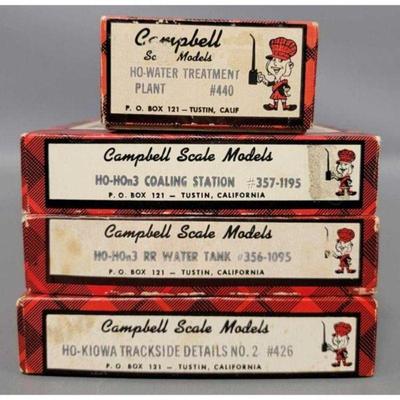 Campbell
Sc Models
HO-WATER TREATMENT
PLANT #440
P. O. BOX 121 — TUSTIN, CALIF
Campbell Scale Models
HO-HOn3 COALING STATION #357-1195
P. O. BOX 121 — TUSTIN, CALIFORNIA
Campbell Scale Models
HO-HOn3 RR WATER TANK #356-1095
P. O. BOX 121 — TUSTIN, CALIFORNIA
Campbell Scale Models
HO-KIOWA TRACKSIDE DETAILS NO. 2 #426
P. O. BOX 121 — TUSTIN, CALIFORNIA